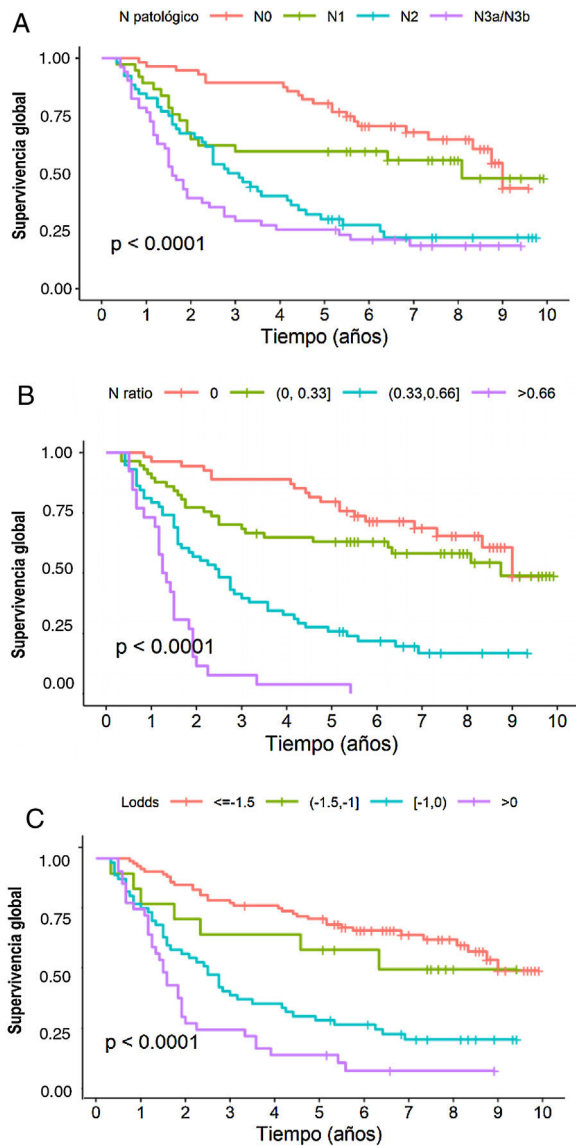 A
N patológico N0 N1 N2 N3a/N3b
Supervivencia global
1.00
0.75
0.50
0.25
0.00
p < 0.0001
0 1 2 3 4 5 6 7 8 9 10
Tiempo (años)
B
N ratio 0 (0, 0.33] (0.33,0.66] >0.66
Supervivencia global
1.00
0.75
0.50
0.25
0.00
p < 0.0001
0 1 2 3 4 5 6 7 8 9 10
Tiempo (años)
C
Lodds <=-1.5 (-1.5,-1] [-1,0) >0
Supervivencia global
1.00
0.75
0.50
0.25
0.00
p < 0.0001
0 1 2 3 4 5 6 7 8 9 10
Tiempo (años)